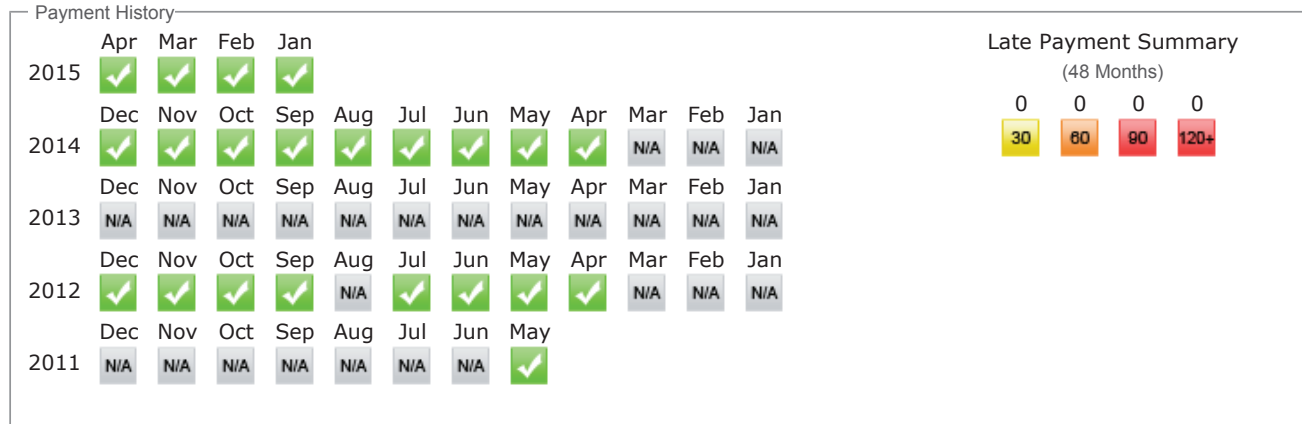 Payment History
Apr Mar Feb Jan
Late Payment Summary
2015
(48 Months)
0 0 0 0
Dec Nov Oct Sep Aug Jul Jun May Apr Mar Feb Jan
30 60 90 120+
2014 N/A N/A N/A
Dec Nov Oct Sep Aug Jul Jun May Apr Mar Feb Jan
2013 N/A N/A N/A N/A N/A N/A N/A N/A N/A N/A N/A N/A
Dec Nov Oct Sep Aug Jul Jun May Apr Mar Feb Jan
2012 N/A N/A N/A N/A
Dec Nov Oct Sep Aug Jul Jun May
2011 N/A N/A N/A N/A N/A N/A N/A